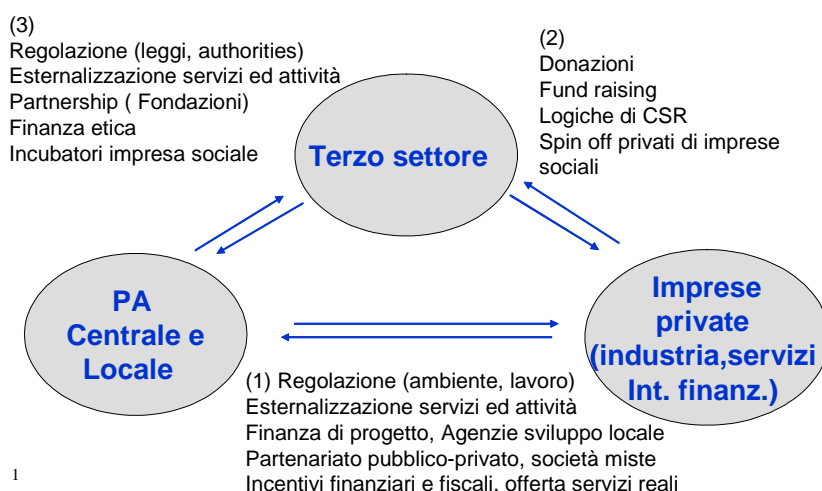 (3)
Regolazione (leggi, authorities)
Esternalizzazione servizi ed attività
Partnership ( Fondazioni)
Finanza etica
Incubatori impresa sociale
(2)
Donazioni
Fund raising
Logiche di CSR
Spin off privati di imprese
sociali
Terzo settore
PA
Centrale e
Locale
Imprese
private
(industria,servizi
Int. finanz.)
(1) Regolazione (ambiente, lavoro)
Esternalizzazione servizi ed attività
Finanza di progetto, Agenzie sviluppo locale
Partenariato pubblico-privato, società miste
Incentivi finanziari e fiscali, offerta servizi reali
1